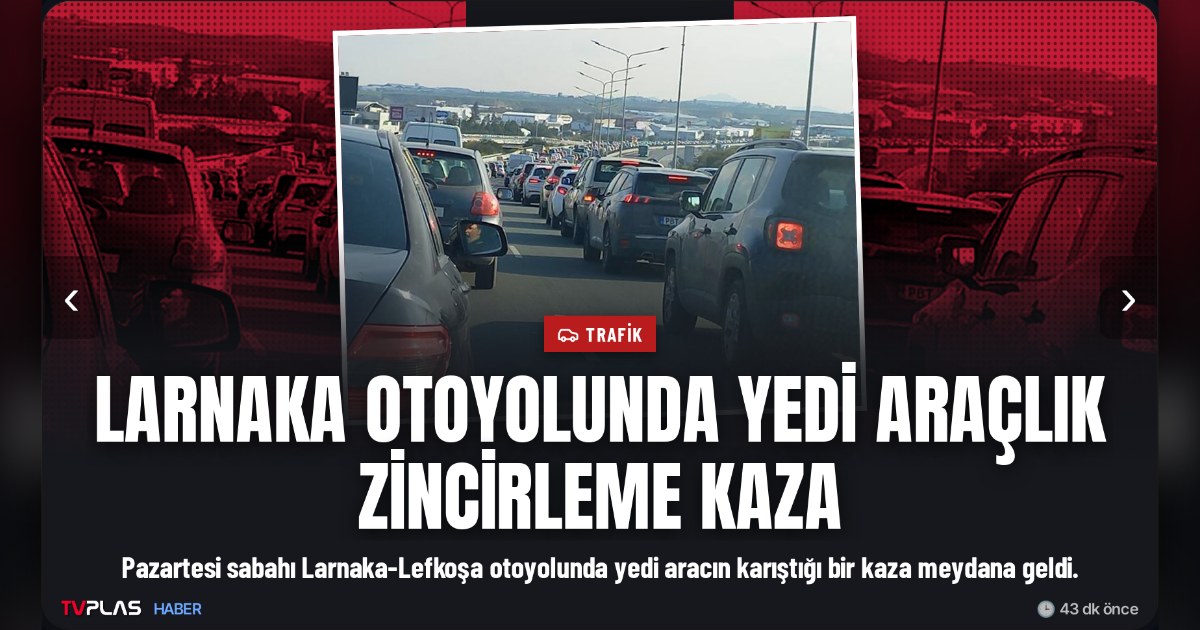 TRAFİK
LARNAKA OTOYOLUNDA YEDİ ARAÇLIK
ZİNCİRLEME KAZA
Pazartesi sabahı Larnaka-Lefkoşa otoyolunda yedi aracın karıştığı bir kaza meydana geldi.
TVPLAS HABER
43 dk önce